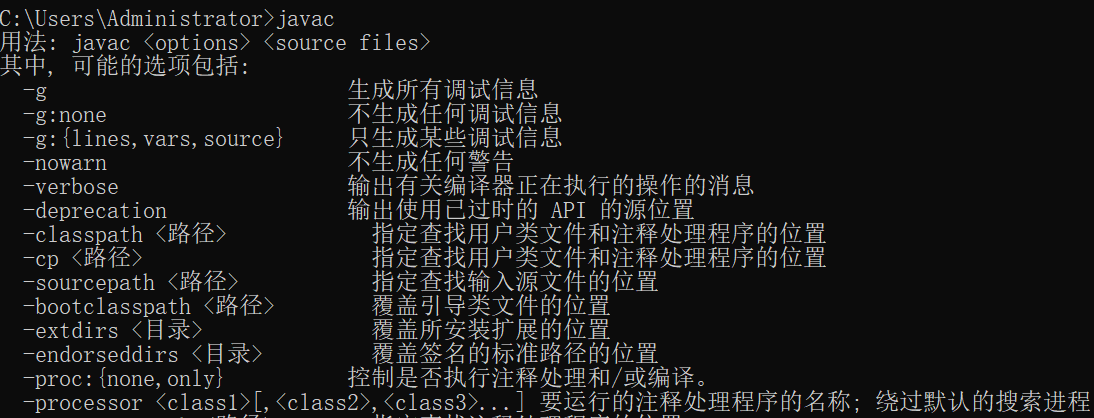 C:\Users\Administrator>javac
用法: javac <options> <source files>
其中, 可能的选项包括:
-g 生成所有调试信息
-g:none 不生成任何调试信息
-g:{lines,vars,source} 只生成某些调试信息
-nowarn 不生成任何警告
-verbose 输出有关编译器正在执行的操作的消息
-deprecation 输出使用已过时的 API 的源位置
-classpath <路径> 指定查找用户类文件和注释处理程序的位置
-cp <路径> 指定查找用户类文件和注释处理程序的位置
-sourcepath <路径> 指定查找输入源文件的位置
-bootclasspath <路径> 覆盖引导类文件的位置
-extdirs <目录> 覆盖所安装扩展的位置
-endorseddirs <目录> 覆盖签名的标准路径的位置
-proc:{none,only} 控制是否执行注释处理和/或编译。
-processor <class1>[,<class2>,<class3>...] 要运行的注释处理程序的名称; 绕过默认的搜索进程